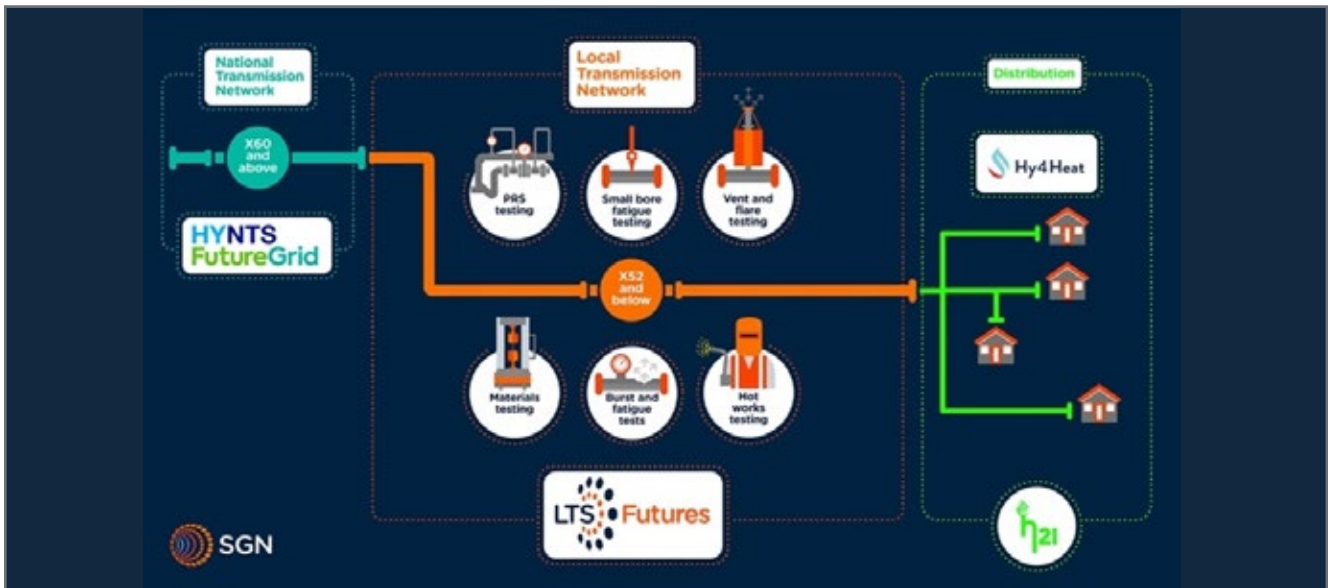 National
Transmission
Network
X60
and
above
HYNTS
FutureGrid
Local
Transmission
Network
PRS
testing
Small bore
fatigue
testing
Vent and
flare
testing
X52
and
below
Materials
testing
Burst and
fatigue
tests
Hot
works
testing
LTS Futures
Distribution
Hy4Heat
h21
SGN